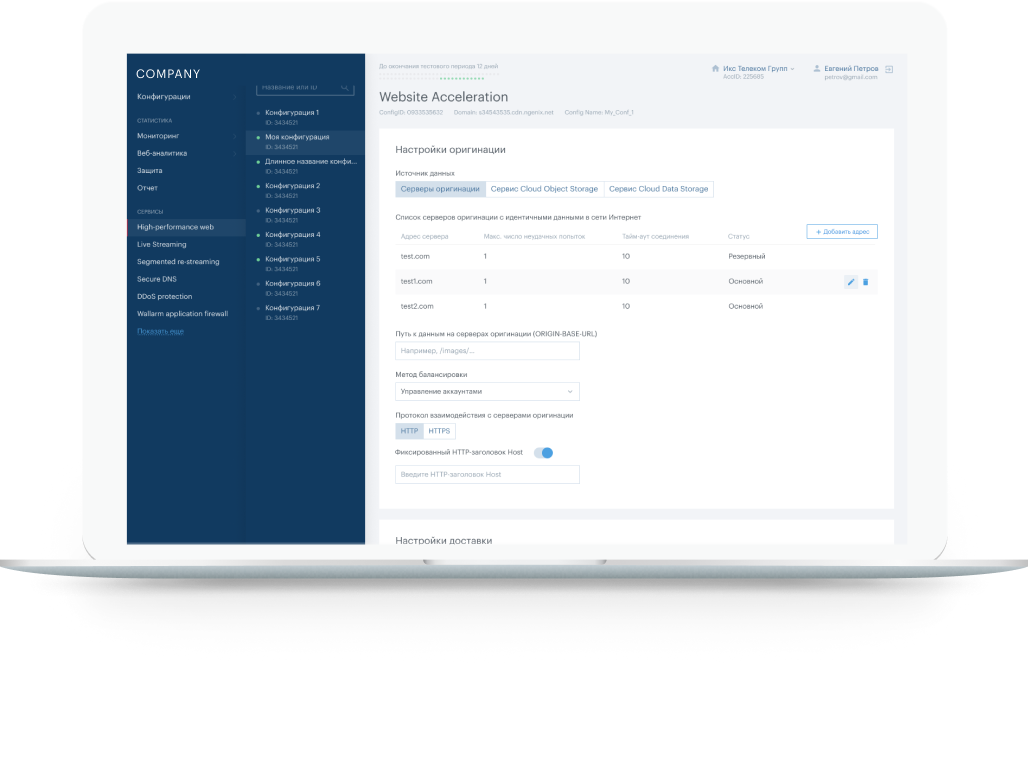 COMPANY
Конфигурации
СТАТИСТИКА
Мониторинг
Веб-аналитика
Защита
Отчет
СЕРВИСЫ
High-performance web
Live Streaming
Segmented re-streaming
Secure DNS
DDoS protection
Wallarm application firewall
Показать еще
Название или ID
Конфигурация 1
ID: 3434521
Моя конфигурация
ID: 3434521
Длинное название конфи...
ID: 3434521
Конфигурация 2
ID: 3434521
Конфигурация 3
ID: 3434521
Конфигурация 4
ID: 3434521
Конфигурация 5
ID: 3434521
Конфигурация 6
ID: 3434521
Конфигурация 7
ID: 3434521
До окончания тестового периода 12 дней
Икс Телеком Групп
AccID: 225685
Евгений Петров
petrov@gmail.com
Website Acceleration
ConfigID: 0933535632 Domain: s34543535.cdn.ngenix.net Config Name: My_Conf_1
Настройки оригинации
Источник данных
Серверы оригинации Сервис Cloud Object Storage Сервис Cloud Data Storage
Список серверов оригинации с идентичными данными в сети Интернет
+ Добавить адрес
Адрес сервера Макс. число неудачных попыток Тайм-аут соединения Статус
test.com 1 10 Резервный
test1.com 1 10 Основной
test2.com 1 10 Основной
Путь к данным на серверах оригинации (ORIGIN-BASE-URL)
Например, /images/...
Метод балансировки
Управление аккаунтами
Протокол взаимодействия с серверами оригинации
HTTP HTTPS
Фиксированный HTTP-заголовок Host
Введите HTTP-заголовок Host
Настройки доставки